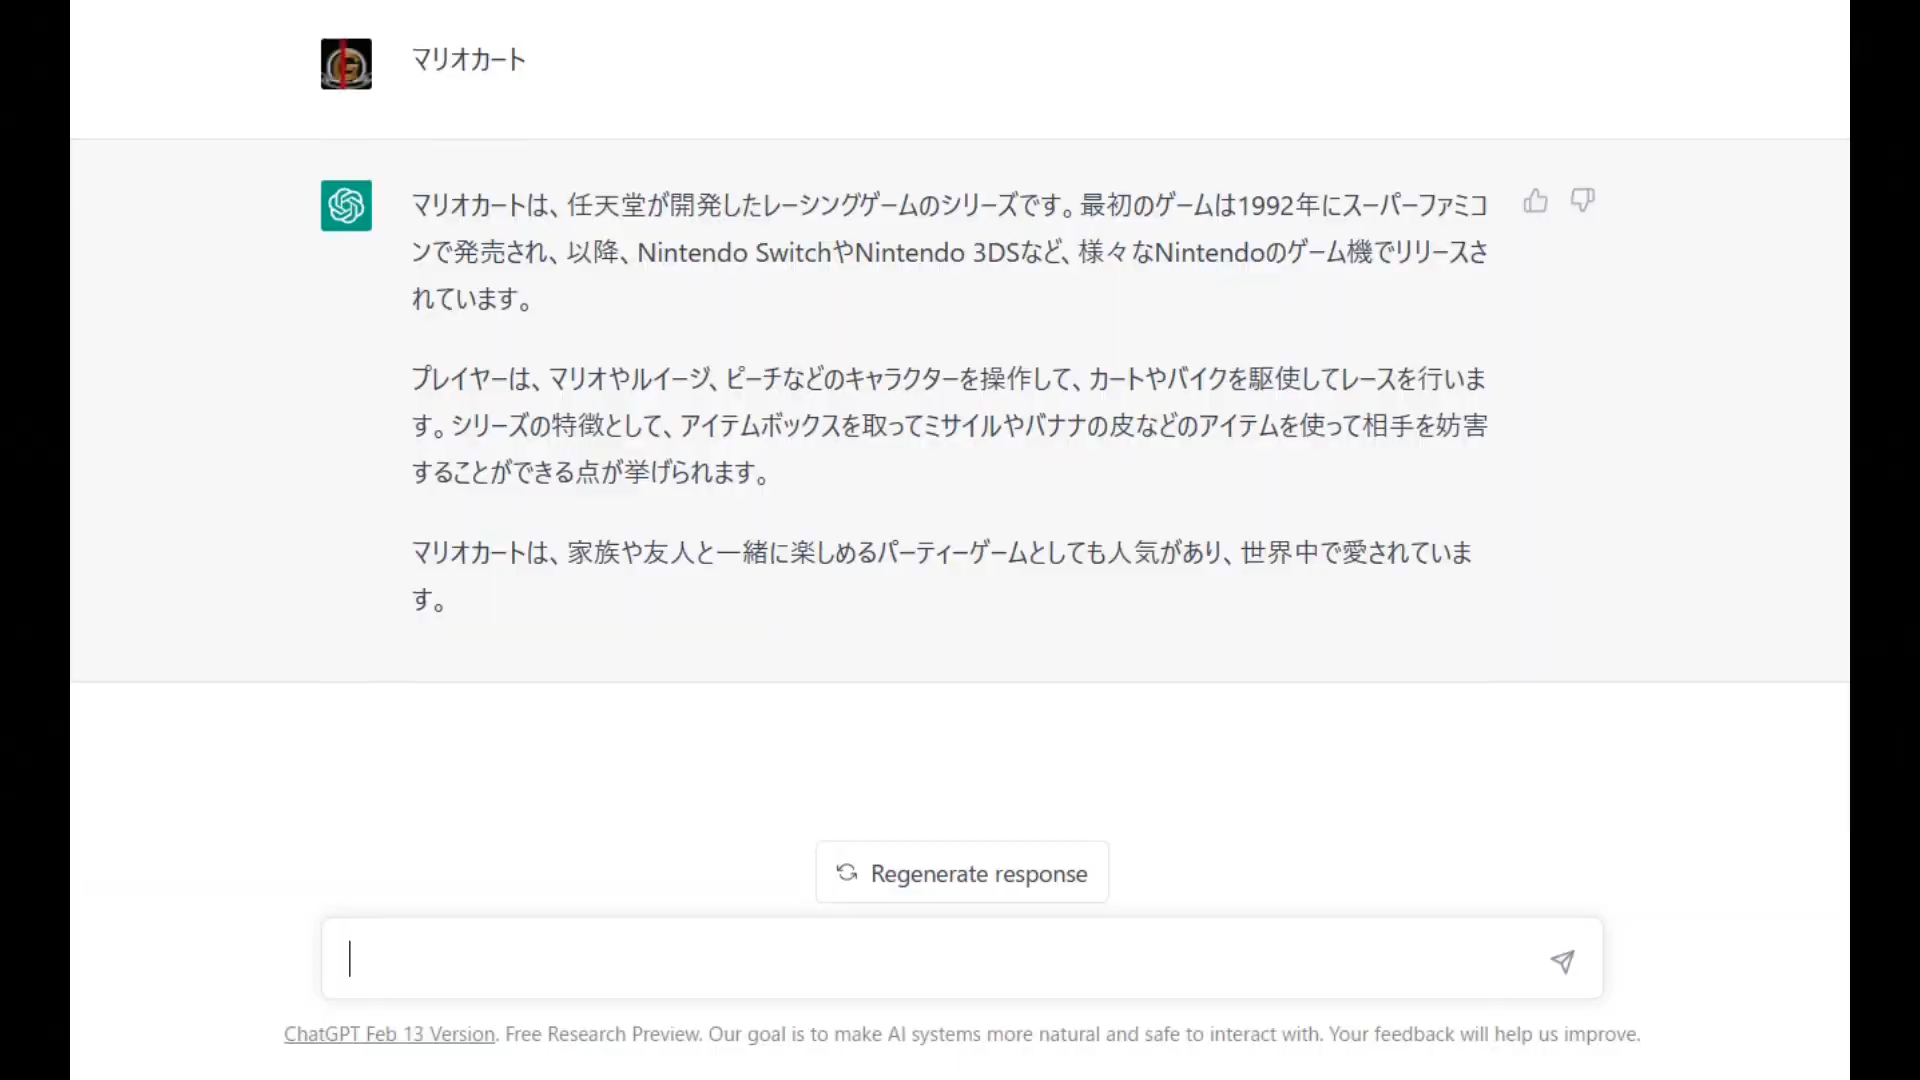 マリオカート
マリオカートは、任天堂が開発したレーシングゲームのシリーズです。最初のゲームは1992年にスーパーファミコ
ンで発売され、以降、Nintendo SwitchやNintendo 3DSなど、様々なNintendoのゲーム機でリリースさ
れています。
プレイヤーは、マリオやルイージ、ピーチなどのキャラクターを操作して、カートやバイクを駆使してレースを行いま
す。シリーズの特徴として、アイテムボックスを取ってミサイルやバナナの皮などのアイテムを使って相手を妨害
することができる点が挙げられます。
マリオカートは、家族や友人と一緒に楽しめるパーティーゲームとしても人気があり、世界中で愛されていま
す。
Regenerate response
ChatGPT Feb 13 Version. Free Research Preview. Our goal is to make AI systems more natural and safe to interact with. Your feedback will help us improve.